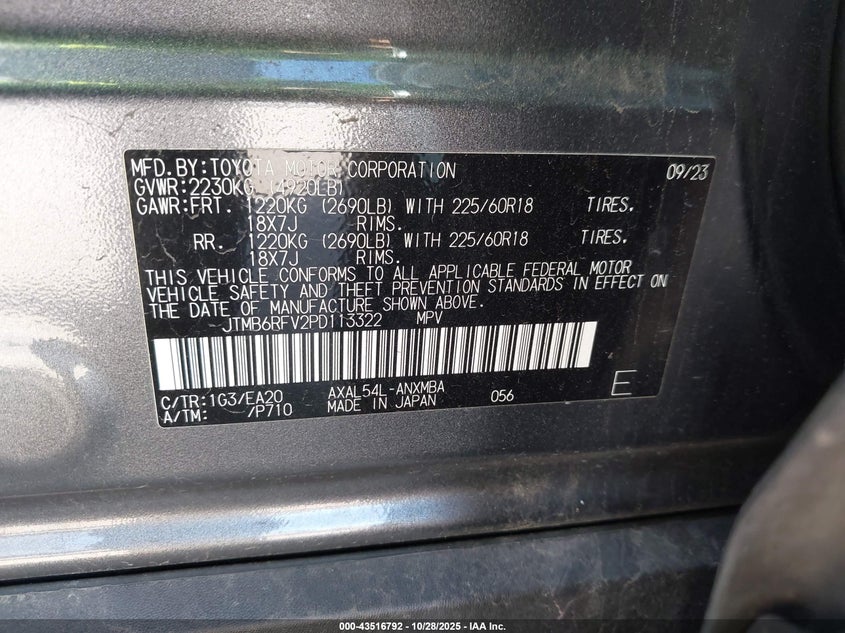 MFD.BY:TOYOTA MOTOR CORPORATION 09/23
GVWR:2230KG (4920LB)
GAWR:FRT. 1220KG (2690LB) WITH 225/60R18 TIRES.
18X7J RIMS.
RR. 1220KG (2690LB) WITH 225/60R18 TIRES.
18X7J RIMS.
THIS VEHICLE CONFORMS TO ALL APPLICABLE FEDERAL MOTOR
VEHICLE SAFETY AND THEFT PREVENTION STANDARDS IN EFFECT ON
THE DATE OF MANUFACTURE SHOWN ABOVE.
JTMB6RFV2PD113322 MPV
C/TR:1G3/EA20 AXAL54L-ANXMBA 056 E
A/TM: /P710 MADE IN JAPAN
000-43516792 - 10/28/2025 - IAA Inc.